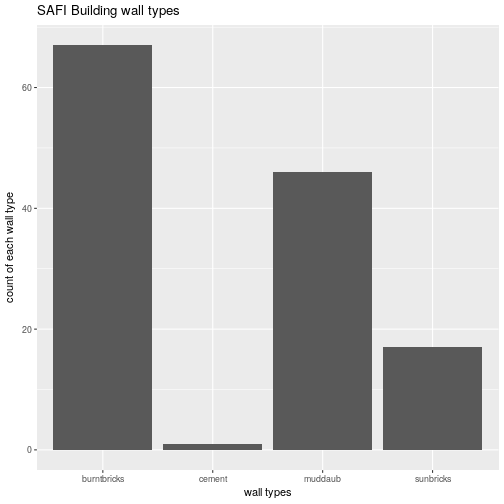 SAFI Building wall types
count of each wall type
60
40
20
0
burntbricks cement muddaub sunbricks
wall types